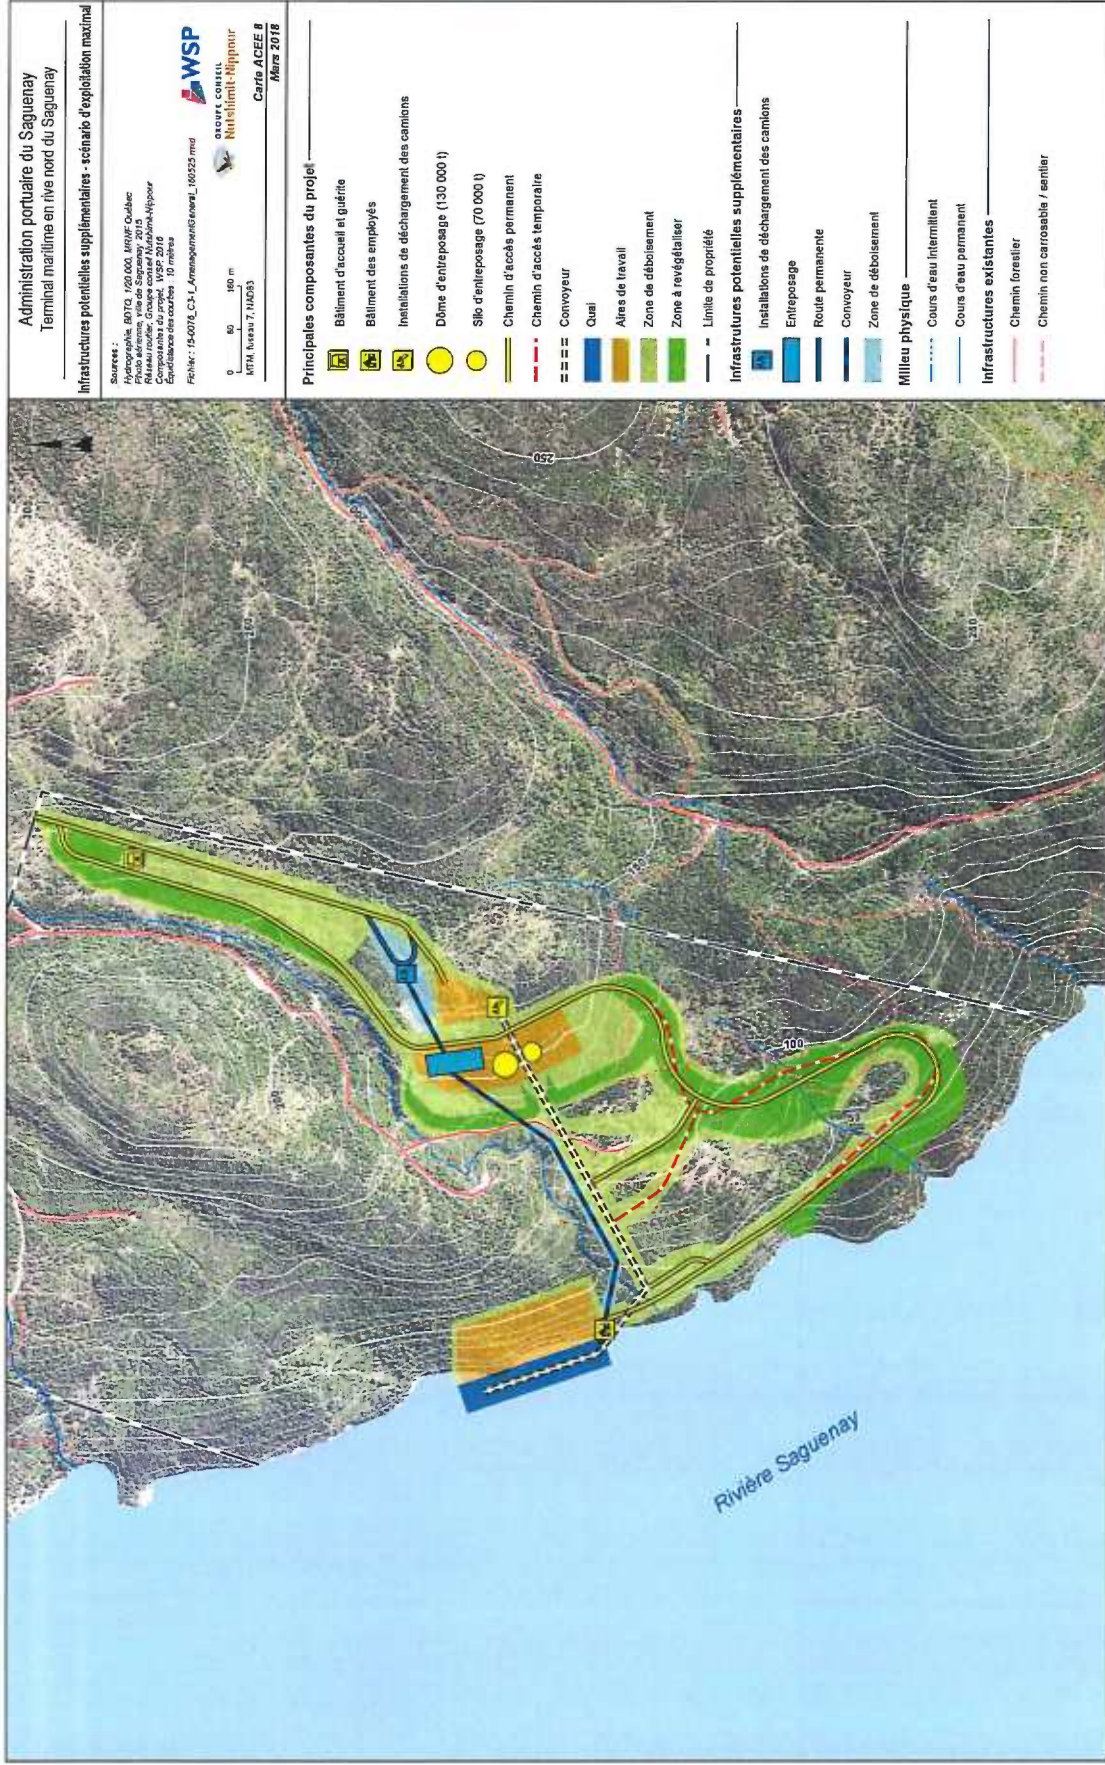 Administration portuaire du Saguenay
Terminal maritime en rive nord du Saguenay
Infrastructures potentielles supplémentaires - scénario d'exploitation maximal
Sources :
Hydrographie, BDTQ, 1/20 000, MRNF Québec
Photo aérienne, ville de Saguenay, 2015
Réseau routier, Groupe conseil Nutshimit-Nippour
Composantes du projet, WSP, 2016
Équidistance des courbes : 10 mètres
Fichier : 15-0076_C3-1_AmenagementGeneral_160525.mxd
0 80 160 m
MTM, fuseau 7, NAD83
WSP
GROUPE CONSEIL
Nutshimit-Nippour
Carte ACEE 8
Mars 2018
Principales composantes du projet
Bâtiment d'accueil et guérite
Bâtiment des employés
Installations de déchargement des camions
Dôme d'entreposage (130 000 t)
Silo d'entreposage (70 000 t)
Chemin d'accès permanent
Chemin d'accès temporaire
Convoyeur
Quai
Aires de travail
Zone de déboisement
Zone à revégétaliser
Limite de propriété
Infrastrutures potentielles supplémentaires
Installations de déchargement des camions
Entreposage
Route permanente
Convoyeur
Zone de déboisement
Milieu physique
Cours d'eau intermittent
Cours d'eau permanent
Infrastructures existantes
Chemin forestier
Chemin non carrossable / sentier
250
100
Rivière Saguenay